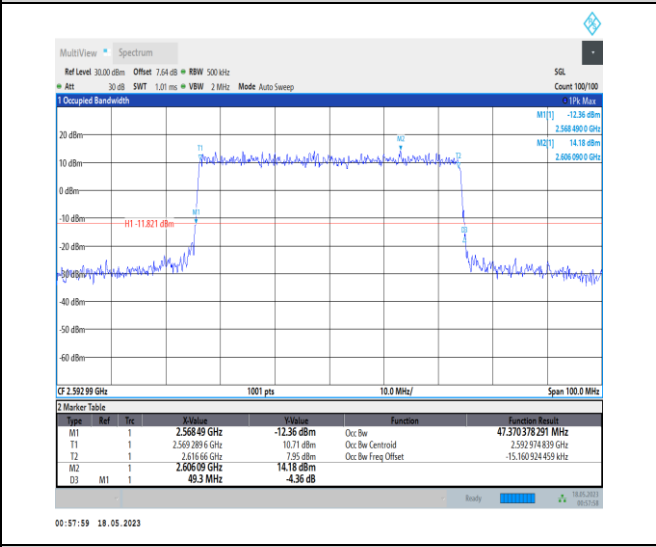 MultiView Spectrum
Ref Level 30.00 dBm Offset 7.64 dB RBW 500 kHz SGL
Att 30 dB SWT 1.01 ms VBW 2 MHz Mode Auto Sweep Count 100/100
1 Occupied Bandwidth 1Pk Max
M1[1] -12.36 dBm
2.568 490 0 GHz
M2[1] 14.18 dBm
2.606 090 0 GHz
20 dBm
M2
T1
T2
10 dBm
0 dBm
-10 dBm
M1
H1 -11.821 dBm
D3
-20 dBm
-30 dBm
-40 dBm
-50 dBm
-60 dBm
CF 2.592 99 GHz 1001 pts 10.0 MHz/ Span 100.0 MHz
2 Marker Table
Type Ref Trc X-Value Y-Value Function Function Result
M1 1 2.568 49 GHz -12.36 dBm Occ Bw 47.370 378 291 MHz
T1 1 2.569 289 6 GHz 10.71 dBm Occ Bw Centroid 2.592 974 839 GHz
T2 1 2.616 66 GHz 7.95 dBm Occ Bw Freq Offset -15.160 924 459 kHz
M2 1 2.606 09 GHz 14.18 dBm
D3 M1 1 49.3 MHz -4.36 dB
Ready 18.05.2023
00:57:58
00:57:59 18.05.2023